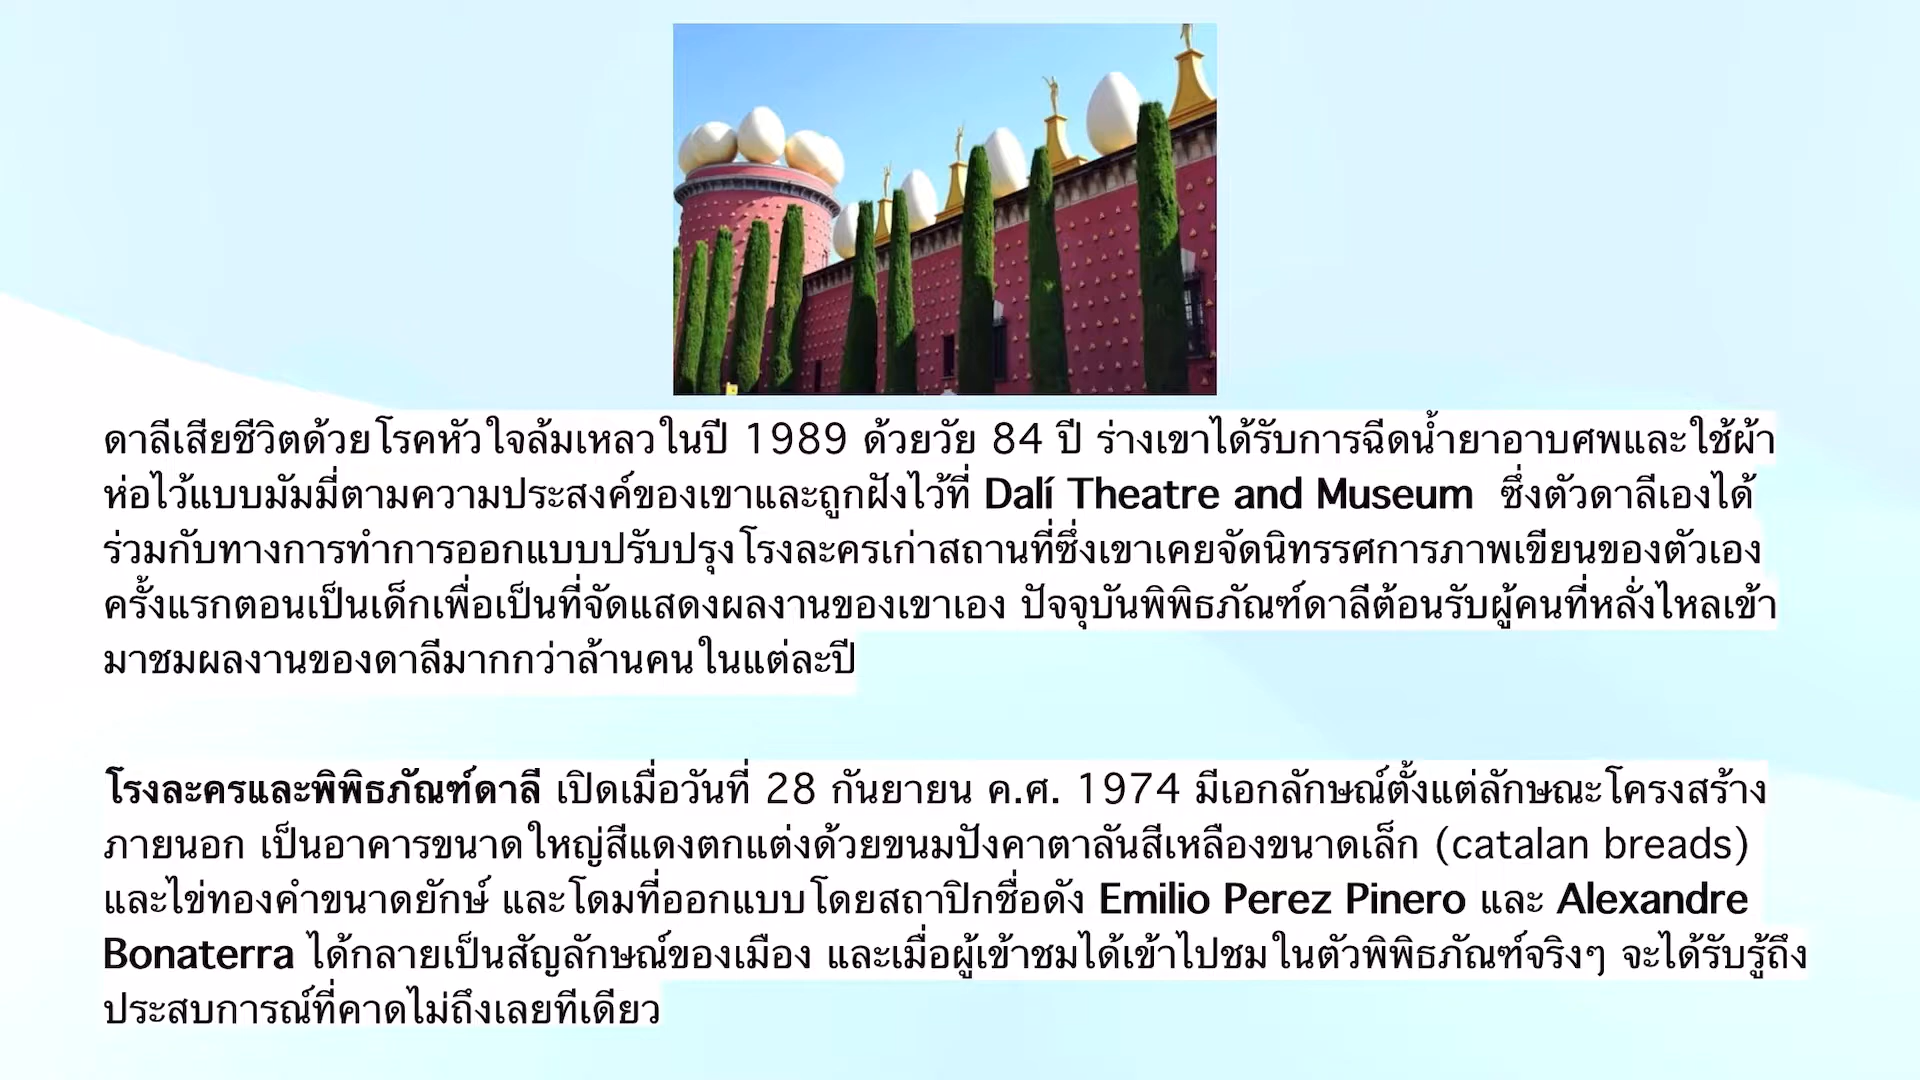 ดาลีเสียชีวิตด้วยโรคหัวใจล้มเหลวในปี 1989 ด้วยวัย 84 ปี ร่างเขาได้รับการฉีดน้ำยาอาบศพและใช้ผ้า
ห่อไว้แบบมัมมี่ตามความประสงค์ของเขาและถูกฝังไว้ที่ Dalí Theatre and Museum ซึ่งตัวดาลีเองได้
ร่วมกับทางการทำการออกแบบปรับปรุงโรงละครเก่าสถานที่ซึ่งเขาเคยจัดนิทรรศการภาพเขียนของตัวเอง
ครั้งแรกตอนเป็นเด็กเพื่อเป็นที่จัดแสดงผลงานของเขาเอง ปัจจุบันพิพิธภัณฑ์ดาลีต้อนรับผู้คนที่หลั่งไหลเข้า
มาชมผลงานของดาลีมากกว่าล้านคนในแต่ละปี
โรงละครและพิพิธภัณฑ์ดาลี เปิดเมื่อวันที่ 28 กันยายน ค.ศ. 1974 มีเอกลักษณ์ตั้งแต่ลักษณะโครงสร้าง
ภายนอก เป็นอาคารขนาดใหญ่สีแดงตกแต่งด้วยขนมปังคาตาลันสีเหลืองขนาดเล็ก (catalan breads)
และไข่ทองคำขนาดยักษ์ และโดมที่ออกแบบโดยสถาปิกชื่อดัง Emilio Perez Pinero และ Alexandre
Bonaterra ได้กลายเป็นสัญลักษณ์ของเมือง และเมื่อผู้เข้าชมได้เข้าไปชมในตัวพิพิธภัณฑ์จริงๆ จะได้รับรู้ถึง
ประสบการณ์ที่คาดไม่ถึงเลยทีเดียว